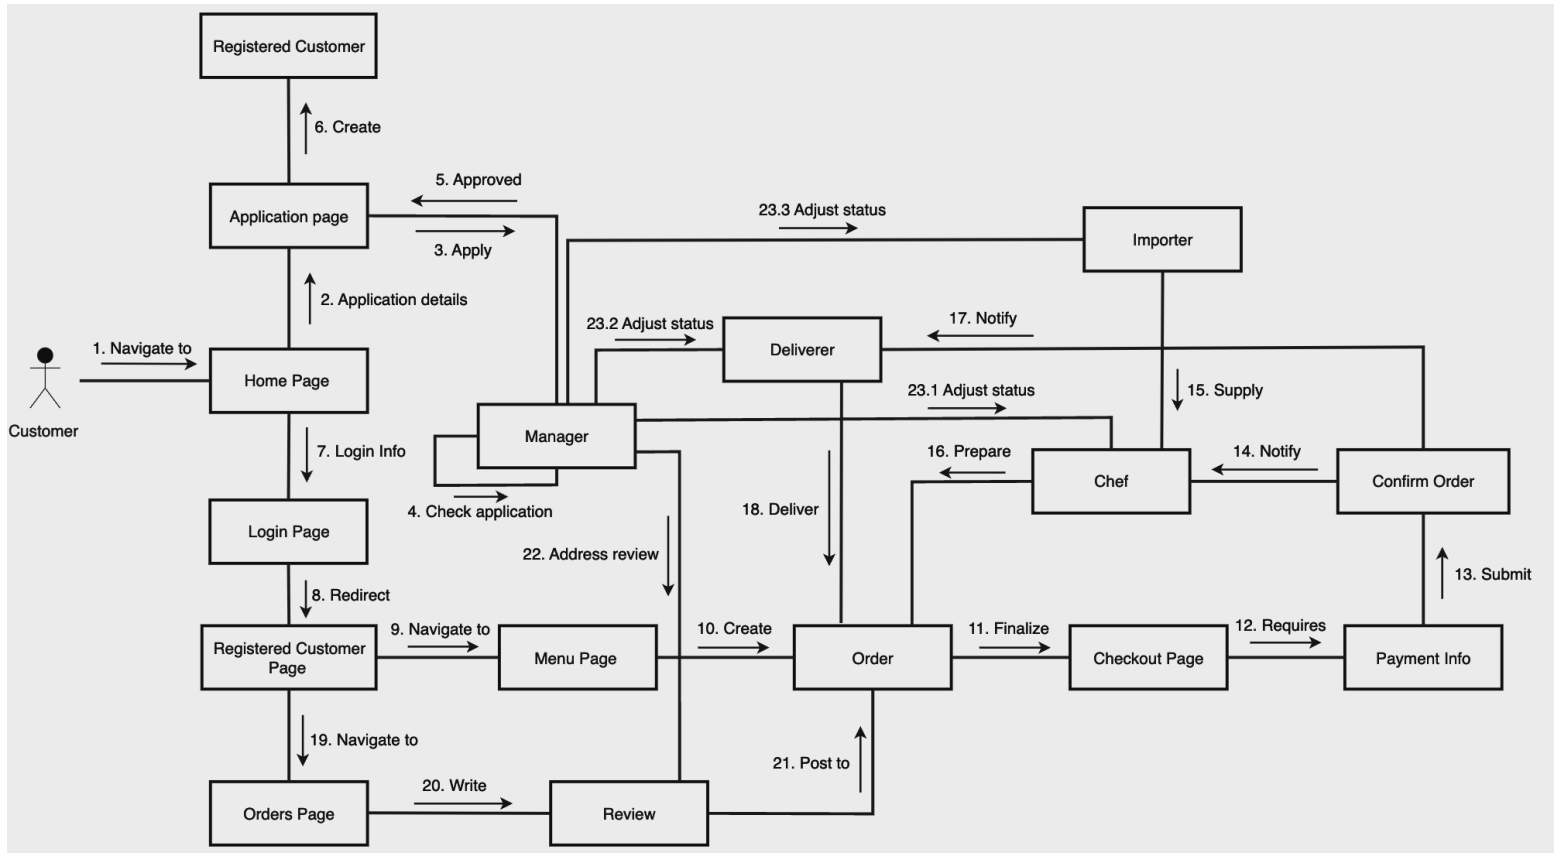 Registered Customer
6. Create
5. Approved
Application page
3. Apply
23.3 Adjust status
Importer
2. Application details
1. Navigate to
Home Page
Customer
23.2 Adjust status
Deliverer
17. Notify
15. Supply
23.1 Adjust status
Manager
7. Login Info
4. Check application
16. Prepare
Chef
14. Notify
Confirm Order
Login Page
22. Address review
18. Deliver
13. Submit
8. Redirect
Registered Customer
Page
9. Navigate to
Menu Page
10. Create
Order
11. Finalize
Checkout Page
12. Requires
Payment Info
19. Navigate to
21. Post to
Orders Page
20. Write
Review